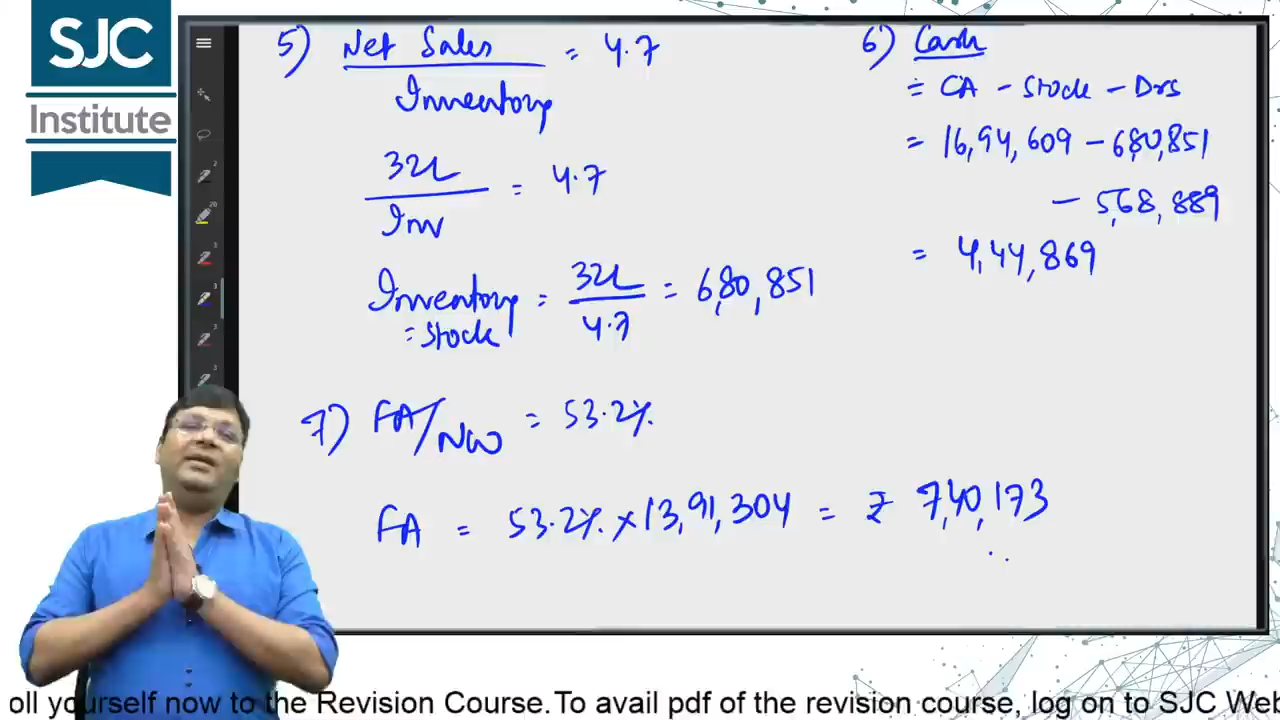 SJC
Institute
5) Net Sales / Inventory = 4.7
32L / Inv = 4.7
Inventory = 32L / 4.7 = 6,80,851
= Stock
6) Cash
= CA - Stock - Drs
= 16,94,609 - 680,851
- 5,68,889
= 4,44,869
7) FA/NW = 53.2%
FA = 53.2% × 13,91,304 = ₹ 7,40,173
oll yourself now to the Revision Course.To avail pdf of the revision course, log on to SJC Web